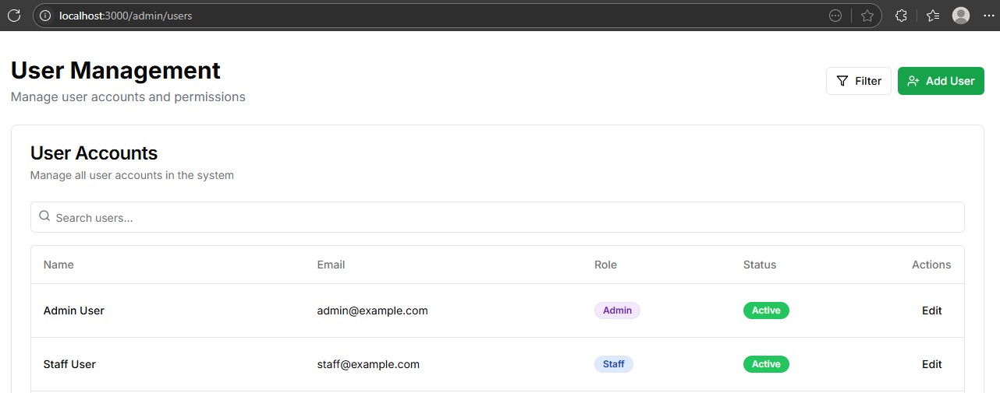 localhost:3000/admin/users
User Management
Manage user accounts and permissions
Filter
Add User
User Accounts
Manage all user accounts in the system
Search users...
Name Email Role Status Actions
Admin User admin@example.com Admin Active Edit
Staff User staff@example.com Staff Active Edit